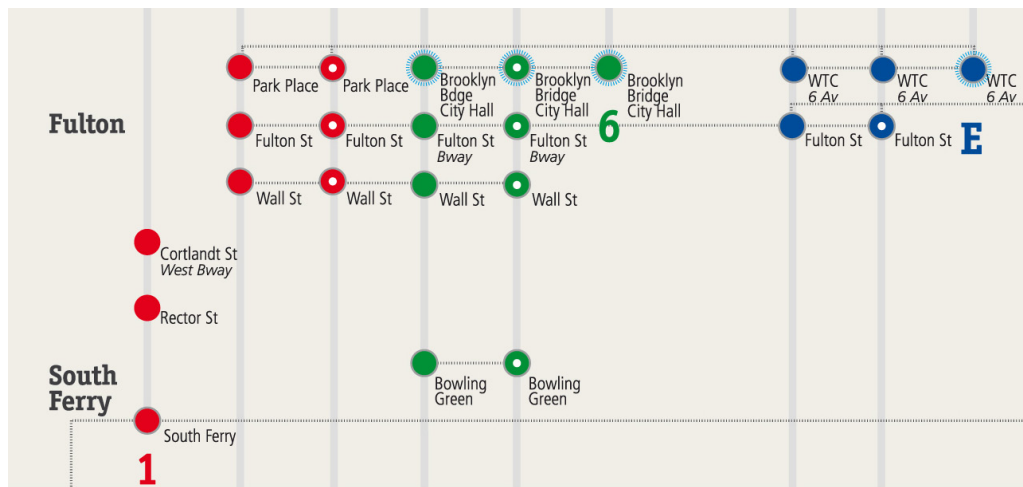 Park Place
Park Place
Brooklyn
Bdge
City Hall
Brooklyn
Bridge
City Hall
Brooklyn
Bridge
City Hall
WTC
6 Av
WTC
6 Av
WTC
6 Av
Fulton
Fulton St
Fulton St
Fulton St
Bway
Fulton St
Bway
6
Fulton St
Fulton St
E
Wall St
Wall St
Wall St
Wall St
Cortlandt St
West Bway
Rector St
South
Ferry
Bowling
Green
Bowling
Green
South Ferry
1